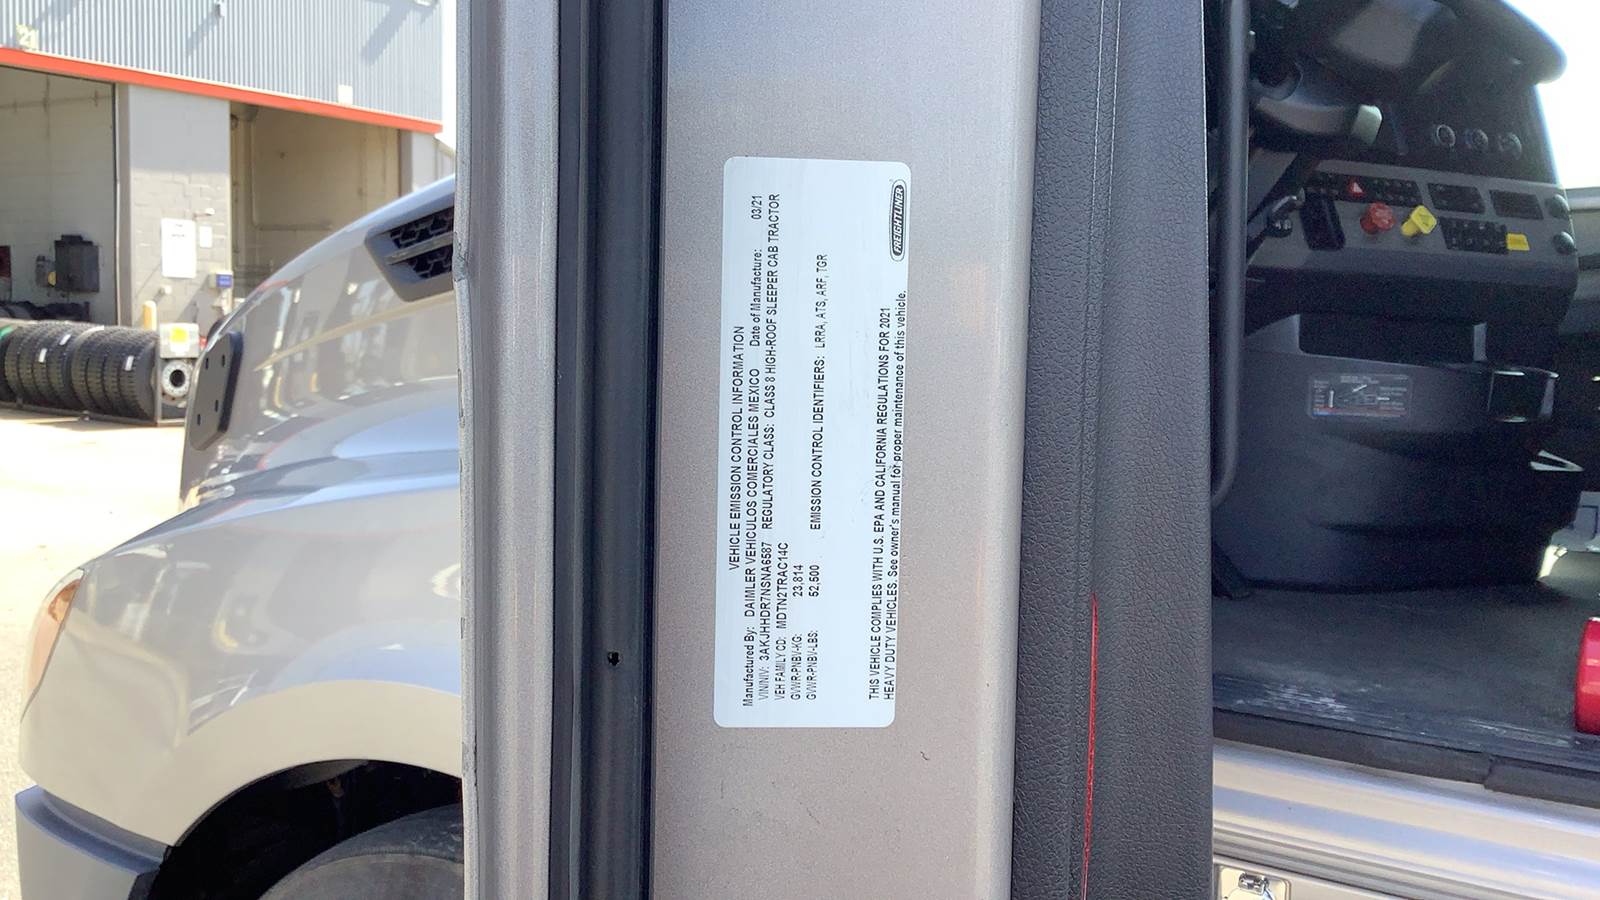 VEHICLE EMISSION CONTROL INFORMATION
Manufactured By: DAIMLER VEHICULOS COMERCIALES MEXICO Date of Manufacture: 03/21
VIN/NIV: 3AKJHHDR7NSNA6587 REGULATORY CLASS: CLASS 8 HIGH-ROOF SLEEPER CAB TRACTOR
VEH FAMILY CD: MDTN2TRAC14C
GVWR-PNBV-KG: 23,814
GVWR-PNBV-LBS: 52,500 EMISSION CONTROL IDENTIFIERS: LRRA, ATS, ARF, TGR
THIS VEHICLE COMPLIES WITH U.S. EPA AND CALIFORNIA REGULATIONS FOR 2021
HEAVY DUTY VEHICLES. See owner's manual for proper maintenance of this vehicle.
FREIGHTLINER
21